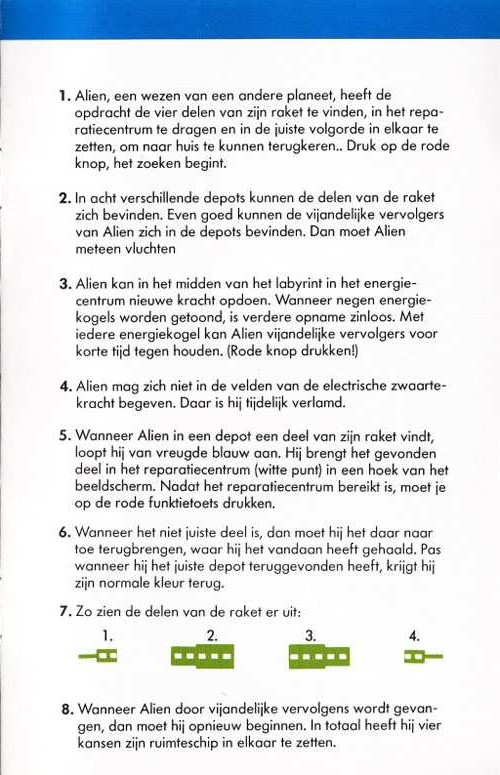 1. Alien, een wezen van een andere planeet, heeft de
opdracht de vier delen van zijn raket te vinden, in het repa-
ratiecentrum te dragen en in de juiste volgorde in elkaar te
zetten, om naar huis te kunnen terugkeren.. Druk op de rode
knop, het zoeken begint.
2. In acht verschillende depots kunnen de delen van de raket
zich bevinden. Even goed kunnen de vijandelijke vervolgers
van Alien zich in de depots bevinden. Dan moet Alien
meteen vluchten
3. Alien kan in het midden van het labyrint in het energie-
centrum nieuwe kracht opdoen. Wanneer negen energie-
kogels worden getoond, is verdere opname zinloos. Met
iedere energiekogel kan Alien vijandelijke vervolgers voor
korte tijd tegen houden. (Rode knop drukken!)
4. Alien mag zich niet in de velden van de electrische zwaarte-
kracht begeven. Daar is hij tijdelijk verlamd.
5. Wanneer Alien in een depot een deel van zijn raket vindt,
loopt hij van vreugde blauw aan. Hij brengt het gevonden
deel in het reparatiecentrum (witte punt) in een hoek van het
beeldscherm. Nadat het reparatiecentrum bereikt is, moet je
op de rode funktietoets drukken.
6. Wanneer het niet juiste deel is, dan moet hij het daar naar
toe terugbrengen, waar hij het vandaan heeft gehaald. Pas
wanneer hij het juiste depot teruggevonden heeft, krijgt hij
zijn normale kleur terug.
7. Zo zien de delen van de raket er uit:
1. 2. 3. 4.
8. Wanneer Alien door vijandelijke vervolgens wordt gevan-
gen, dan moet hij opnieuw beginnen. In totaal heeft hij vier
kansen zijn ruimteschip in elkaar te zetten.